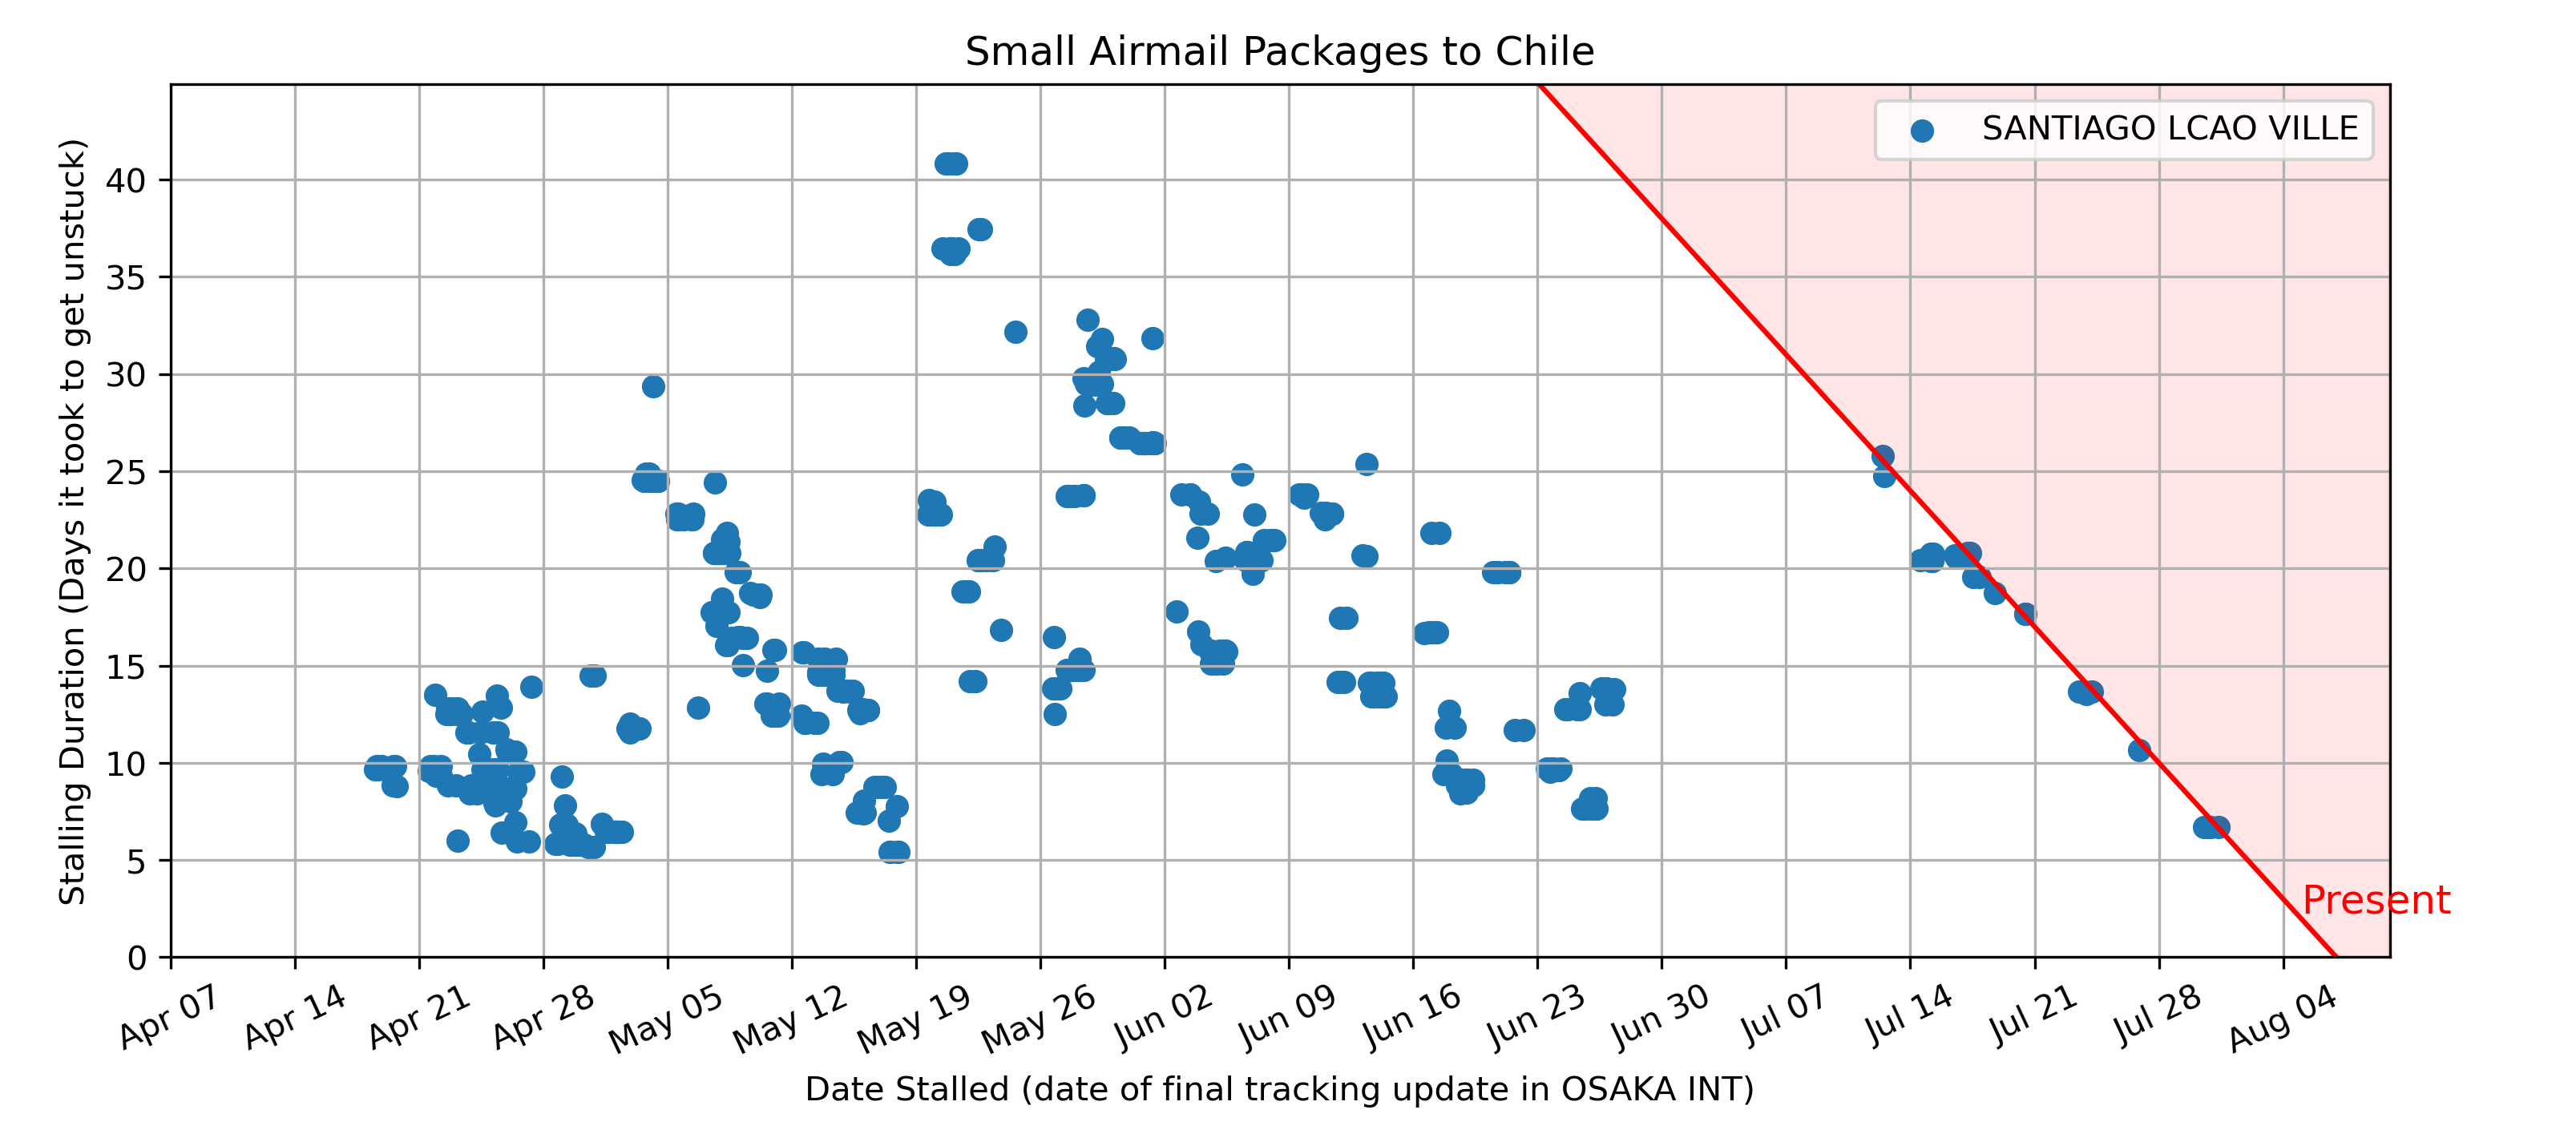 Small Airmail Packages to Chile
SANTIAGO LCAO VILLE
Stalling Duration (Days it took to get unstuck)
40
35
30
25
20
15
10
5
0
Present
Apr 07
Apr 14
Apr 21
Apr 28
May 05
May 12
May 19
May 26
Jun 02
Jun 09
Jun 16
Jun 23
Jun 30
Jul 07
Jul 14
Jul 21
Jul 28
Aug 04
Date Stalled (date of final tracking update in OSAKA INT)